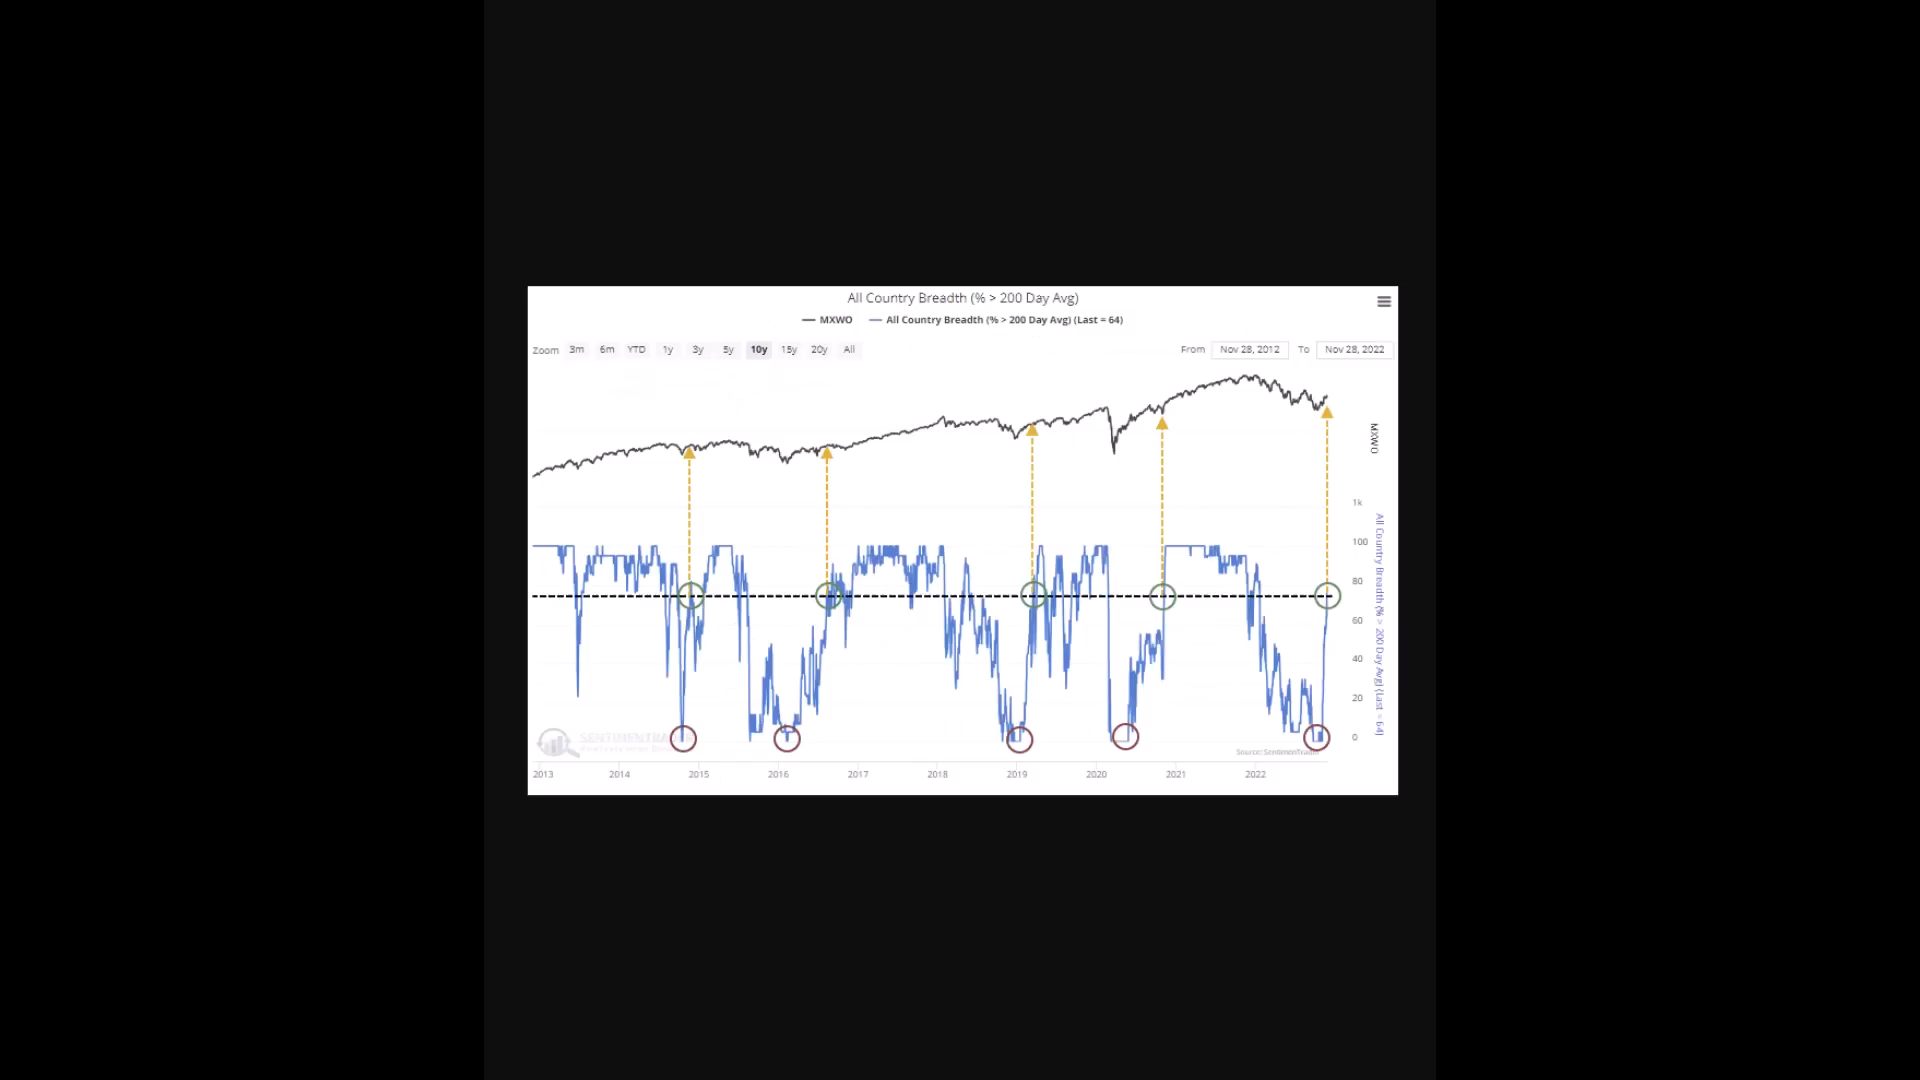 All Country Breadth (% > 200 Day Avg)
MXWO All Country Breadth (% > 200 Day Avg) (Last = 64)
Zoom 3m 6m YTD 1y 3y 5y 10y 15y 20y All From Nov 28, 2012 To Nov 28, 2022
MXWO
1k
100
80
60
40
20
0
All Country Breadth (% > 200 Day Avg) (Last = 64)
SENTIMENTRADER
Source: SentimenTrader
2013 2014 2015 2016 2017 2018 2019 2020 2021 2022